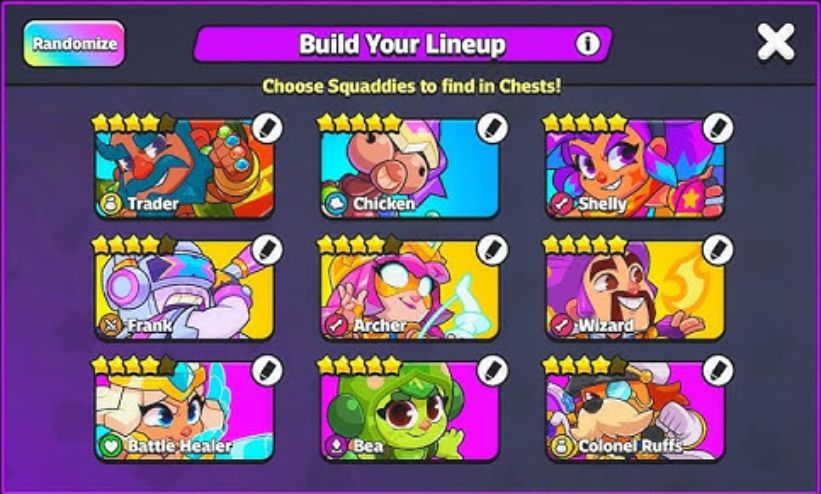 Randomize
Build Your Lineup
i
Choose Squaddies to find in Chests!
Trader
Chicken
Shelly
Frank
Archer
Wizard
Battle Healer
Bea
Colonel Ruffs